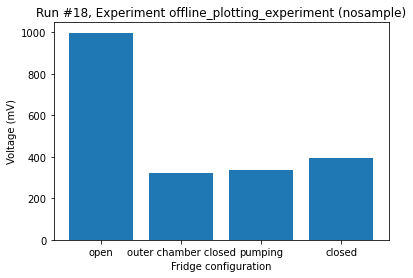 Run #18, Experiment offline_plotting_experiment (nosample)
1000
800
600
400
200
0
Voltage (mV)
open outer chamber closed pumping closed
Fridge configuration